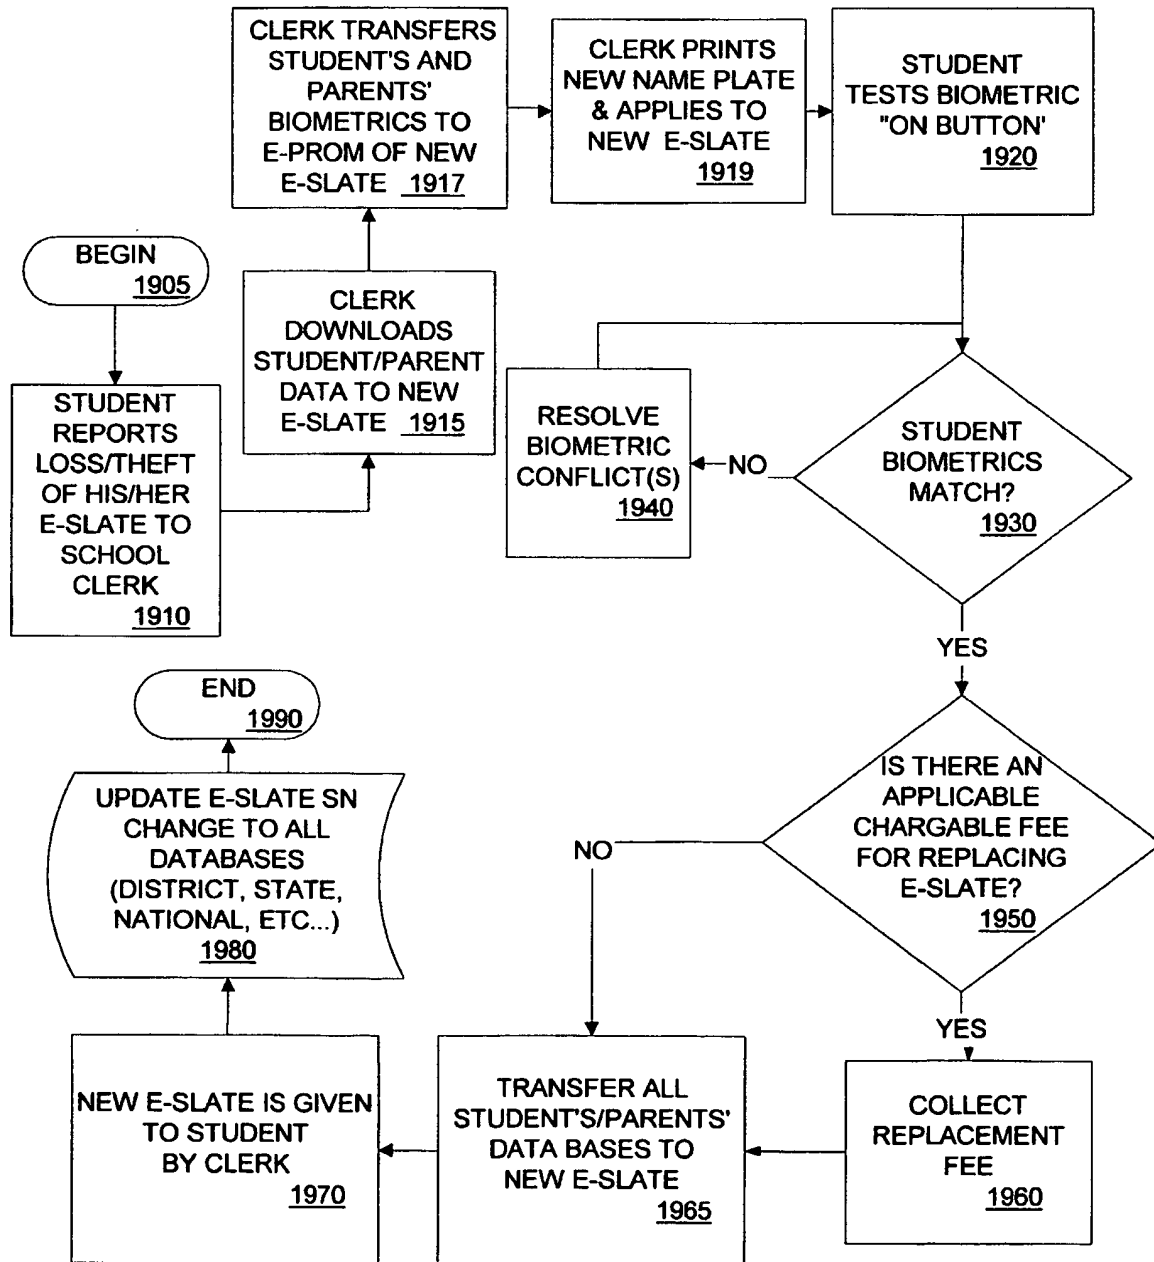 BEGIN
1905
STUDENT
REPORTS
LOSS/THEFT
OF HIS/HER
E-SLATE TO
SCHOOL
CLERK
1910
CLERK
DOWNLOADS
STUDENT/PARENT
DATA TO NEW
E-SLATE 1915
CLERK TRANSFERS
STUDENT'S AND
PARENTS'
BIOMETRICS TO
E-PROM OF NEW
E-SLATE 1917
CLERK PRINTS
NEW NAME PLATE
& APPLIES TO
NEW E-SLATE
1919
STUDENT
TESTS BIOMETRIC
"ON BUTTON'
1920
STUDENT
BIOMETRICS
MATCH?
1930
NO
RESOLVE
BIOMETRIC
CONFLICT(S)
1940
YES
IS THERE AN
APPLICABLE
CHARGABLE FEE
FOR REPLACING
E-SLATE?
1950
NO
YES
COLLECT
REPLACEMENT
FEE
1960
TRANSFER ALL
STUDENT'S/PARENTS'
DATA BASES TO
NEW E-SLATE
1965
NEW E-SLATE IS GIVEN
TO STUDENT
BY CLERK
1970
UPDATE E-SLATE SN
CHANGE TO ALL
DATABASES
(DISTRICT, STATE,
NATIONAL, ETC...)
1980
END
1990